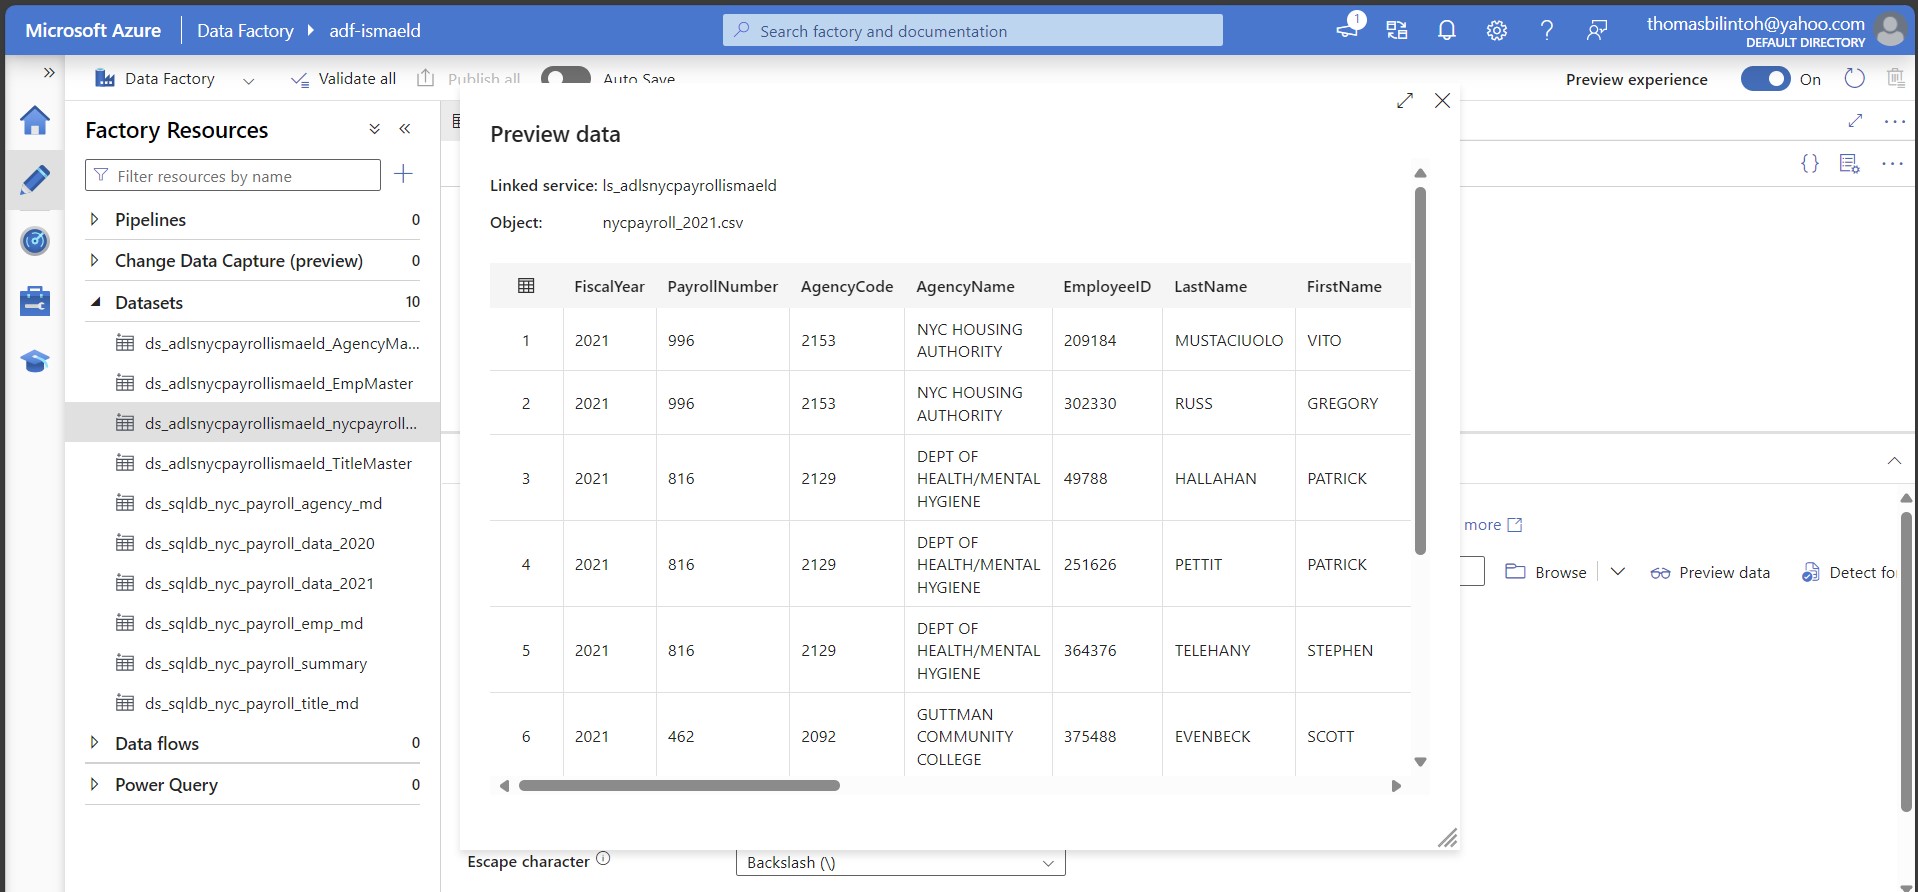 Microsoft Azure
Data Factory
adf-ismaeld
Search factory and documentation
1
thomasbilintoh@yahoo.com
DEFAULT DIRECTORY
Data Factory
Validate all
Publish all
Auto Save
Preview experience
On
Factory Resources
Filter resources by name
Pipelines 0
Change Data Capture (preview) 0
Datasets 10
ds_adlsnycpayrollismaeld_AgencyMa...
ds_adlsnycpayrollismaeld_EmpMaster
ds_adlsnycpayrollismaeld_nycpayroll...
ds_adlsnycpayrollismaeld_TitleMaster
ds_sqldb_nyc_payroll_agency_md
ds_sqldb_nyc_payroll_data_2020
ds_sqldb_nyc_payroll_data_2021
ds_sqldb_nyc_payroll_emp_md
ds_sqldb_nyc_payroll_summary
ds_sqldb_nyc_payroll_title_md
Data flows 0
Power Query 0
Preview data
Linked service: ls_adlsnycpayrollismaeld
Object: nycpayroll_2021.csv
FiscalYear PayrollNumber AgencyCode AgencyName EmployeeID LastName FirstName
1 2021 996 2153 NYC HOUSING AUTHORITY 209184 MUSTACIUOLO VITO
2 2021 996 2153 NYC HOUSING AUTHORITY 302330 RUSS GREGORY
3 2021 816 2129 DEPT OF HEALTH/MENTAL HYGIENE 49788 HALLAHAN PATRICK
4 2021 816 2129 DEPT OF HEALTH/MENTAL HYGIENE 251626 PETTIT PATRICK
5 2021 816 2129 DEPT OF HEALTH/MENTAL HYGIENE 364376 TELEHANY STEPHEN
6 2021 462 2092 GUTTMAN COMMUNITY COLLEGE 375488 EVENBECK SCOTT
more
Browse
Preview data
Detect fo
Escape character
Backslash (\)